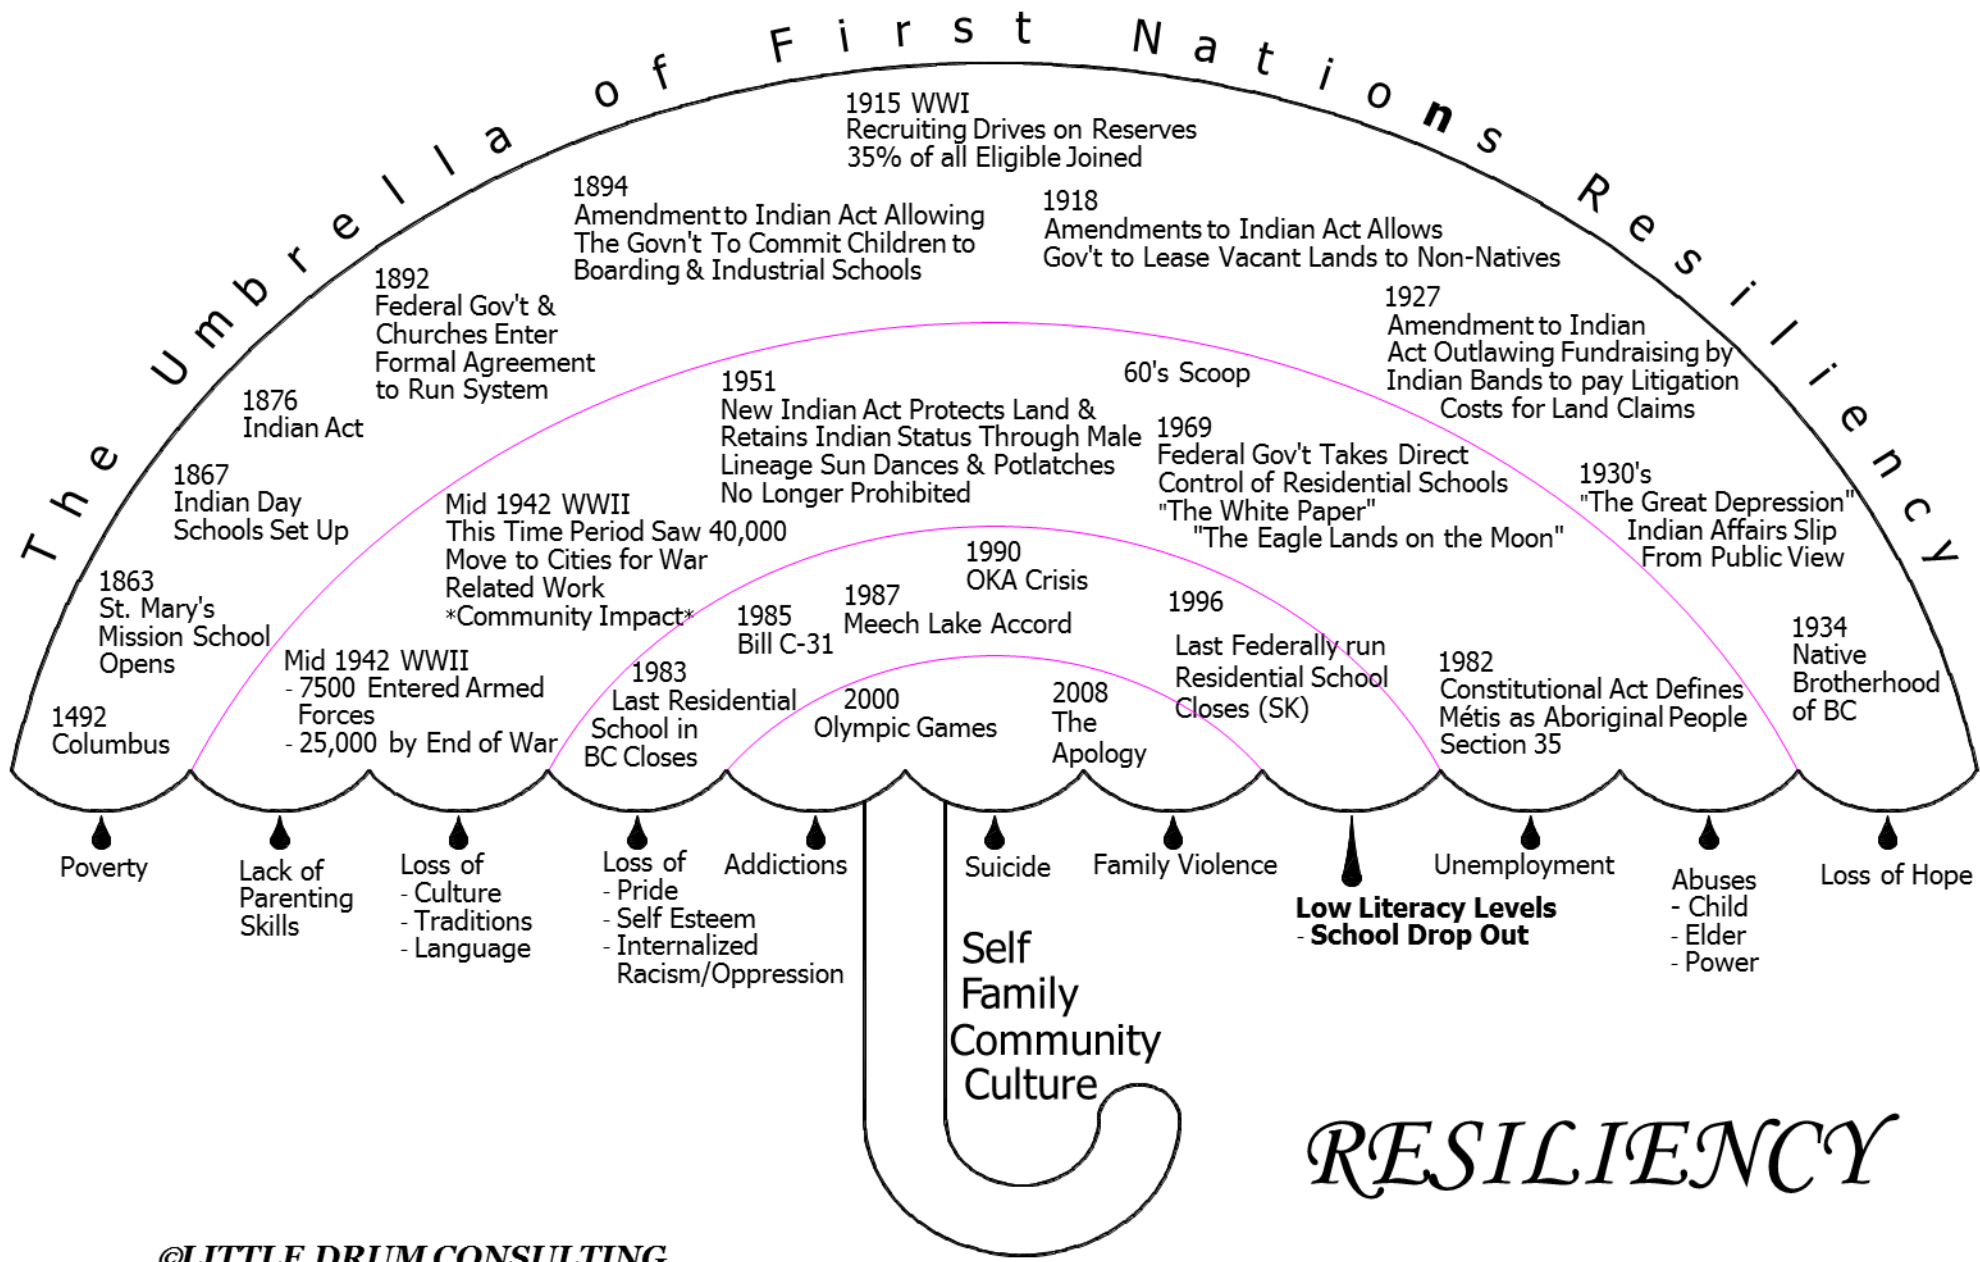 The Umbrella of First Nations Resiliency
1915 WWI
Recruiting Drives on Reserves
35% of all Eligible Joined
1894
Amendment to Indian Act Allowing
The Govn't To Commit Children to
Boarding & Industrial Schools
1918
Amendments to Indian Act Allows
Gov't to Lease Vacant Lands to Non-Natives
1892
Federal Gov't &
Churches Enter
Formal Agreement
to Run System
1927
Amendment to Indian
Act Outlawing Fundraising by
Indian Bands to pay Litigation
Costs for Land Claims
1876
Indian Act
1867
Indian Day
Schools Set Up
1930's
"The Great Depression"
Indian Affairs Slip
From Public View
1863
St. Mary's
Mission School
Opens
1934
Native
Brotherhood
of BC
1492
Columbus
1951
New Indian Act Protects Land &
Retains Indian Status Through Male
Lineage Sun Dances & Potlatches
No Longer Prohibited
60's Scoop
1969
Federal Gov't Takes Direct
Control of Residential Schools
"The White Paper"
"The Eagle Lands on the Moon"
Mid 1942 WWII
This Time Period Saw 40,000
Move to Cities for War
Related Work
*Community Impact*
Mid 1942 WWII
- 7500 Entered Armed
Forces
- 25,000 by End of War
1982
Constitutional Act Defines
Métis as Aboriginal People
Section 35
1990
OKA Crisis
1987
Meech Lake Accord
1985
Bill C-31
1996
Last Federally run
Residential School
Closes (SK)
1983
Last Residential
School in
BC Closes
2000
Olympic Games
2008
The
Apology
Poverty
Lack of
Parenting
Skills
Loss of
- Culture
- Traditions
- Language
Loss of
- Pride
- Self Esteem
- Internalized
Racism/Oppression
Addictions
Suicide
Family Violence
Low Literacy Levels
- School Drop Out
Unemployment
Abuses
- Child
- Elder
- Power
Loss of Hope
Self
Family
Community
Culture
RESILIENCY
©LITTLE DRUM CONSULTING